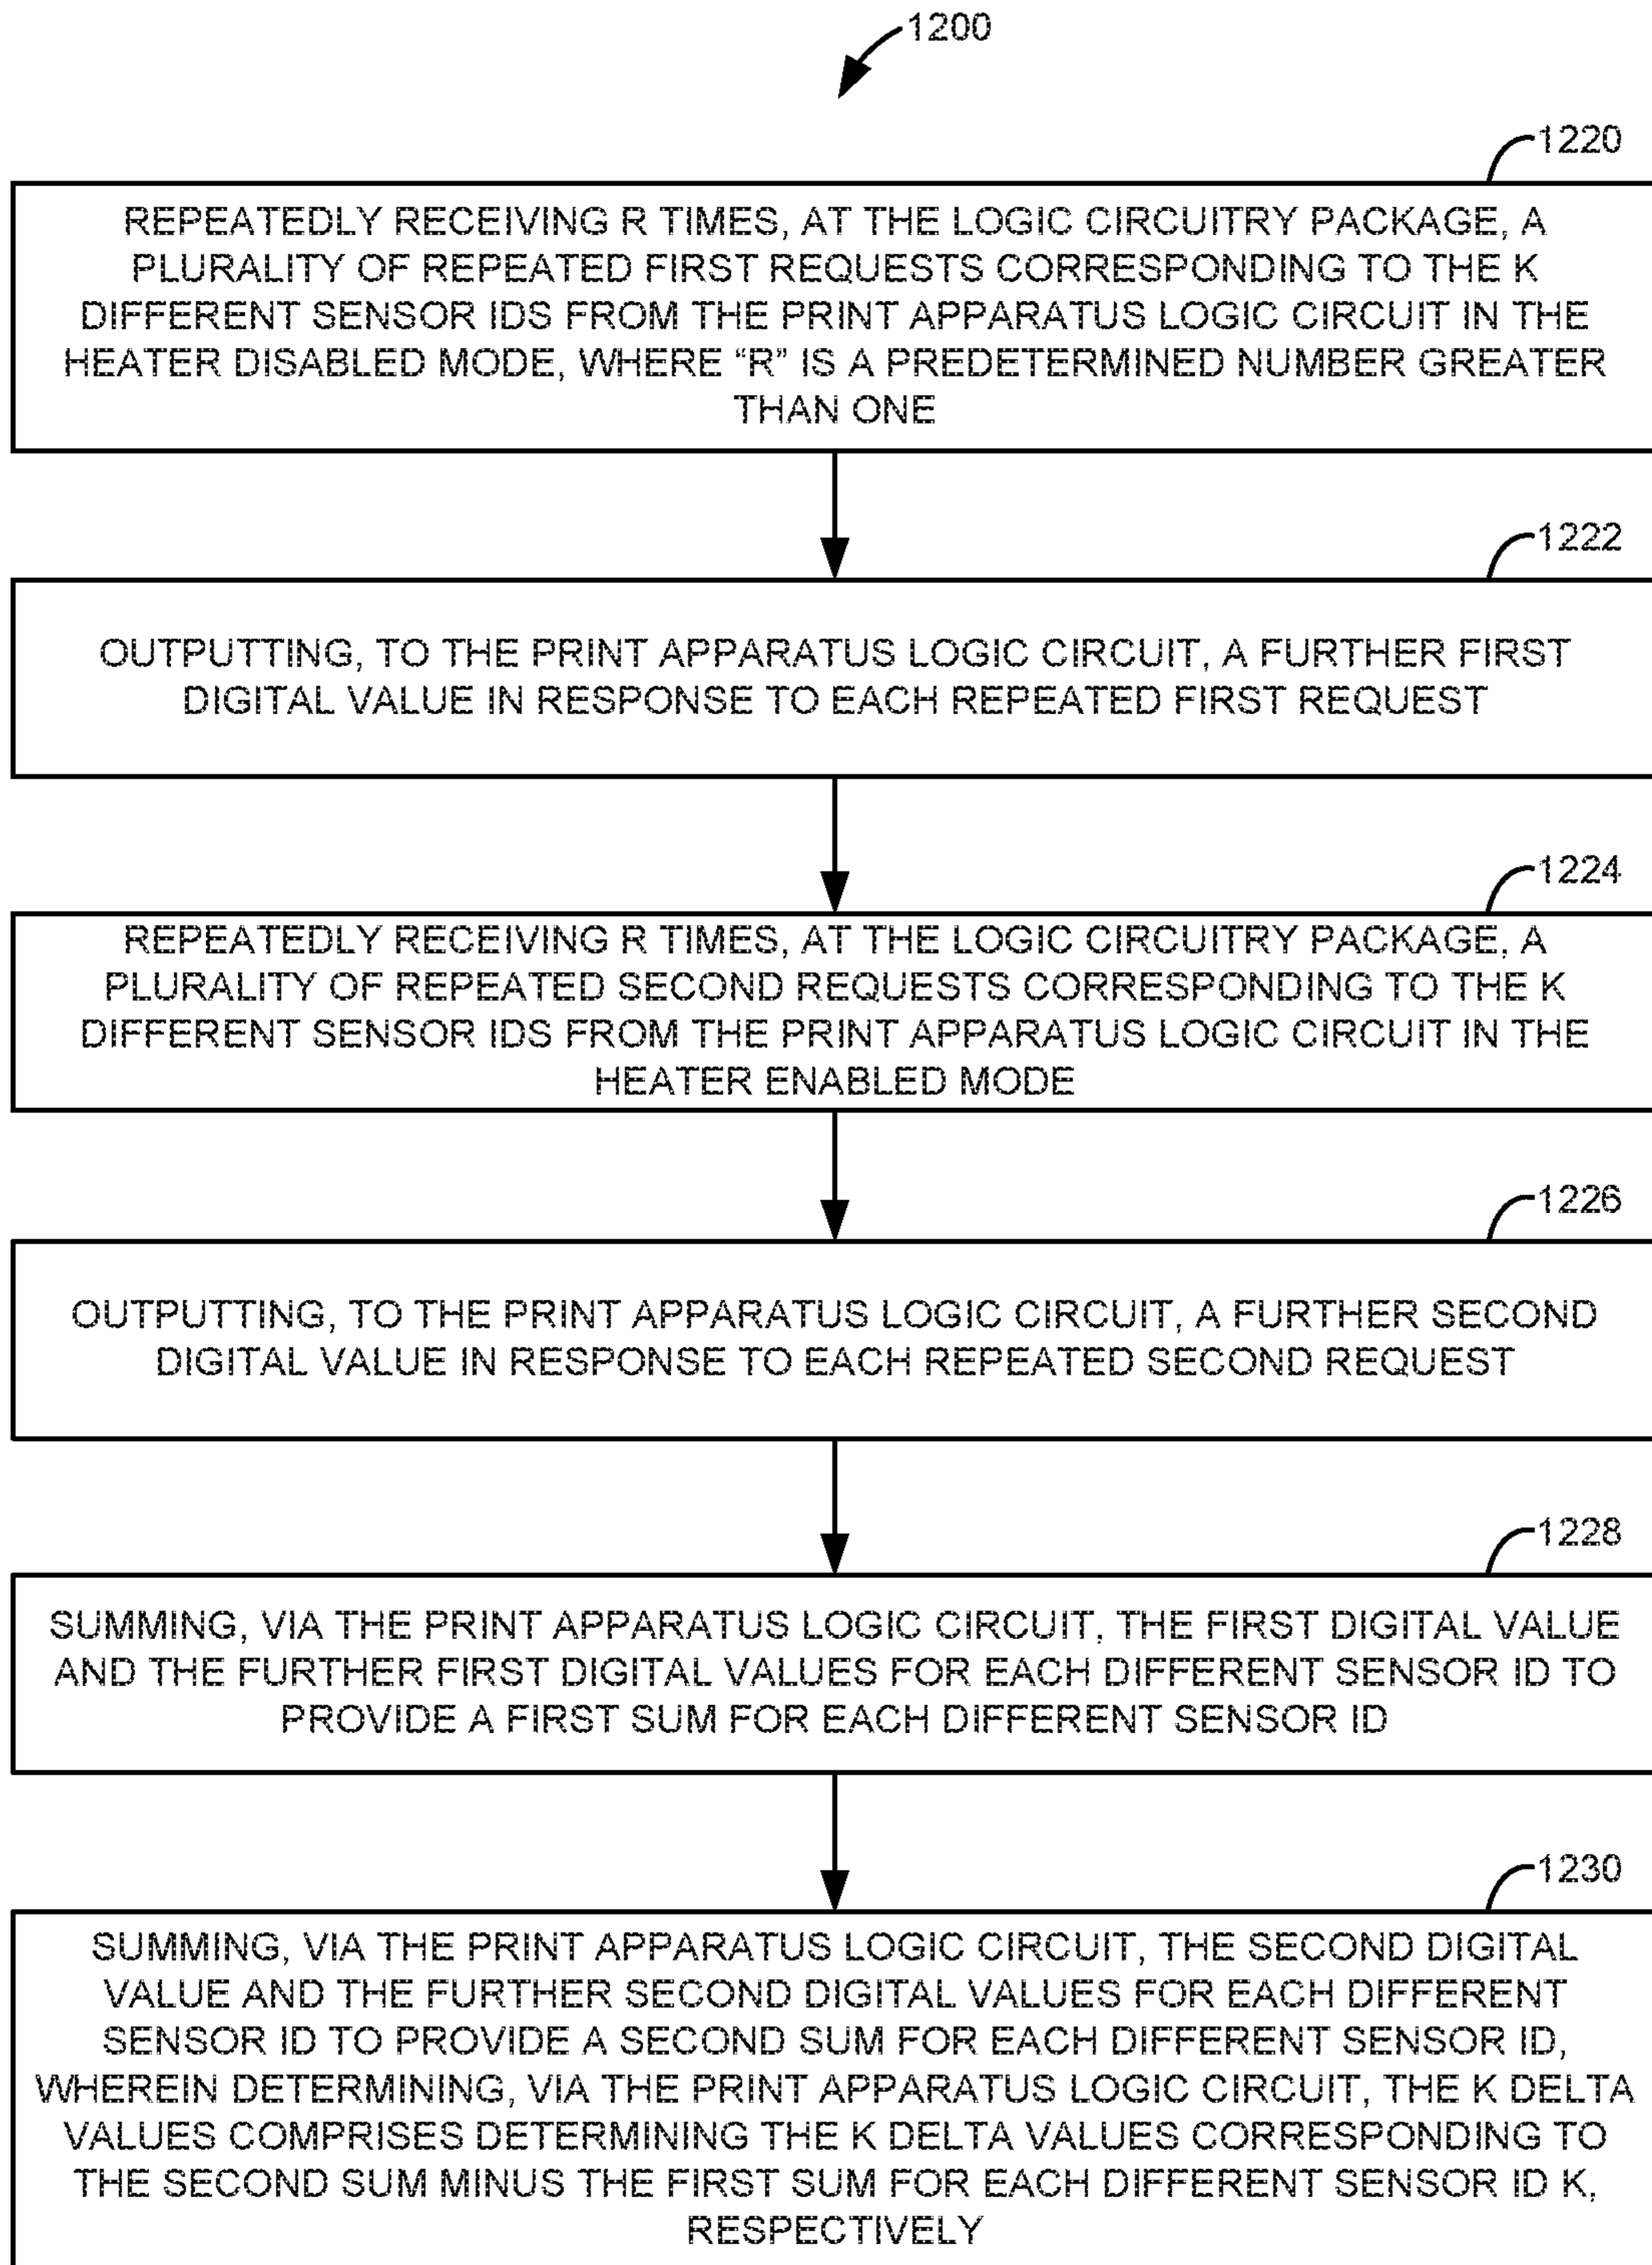 1200
1220
REPEATEDLY RECEIVING R TIMES, AT THE LOGIC CIRCUITRY PACKAGE, A
PLURALITY OF REPEATED FIRST REQUESTS CORRESPONDING TO THE K
DIFFERENT SENSOR IDS FROM THE PRINT APPARATUS LOGIC CIRCUIT IN THE
HEATER DISABLED MODE, WHERE “R” IS A PREDETERMINED NUMBER GREATER
THAN ONE
1222
OUTPUTTING, TO THE PRINT APPARATUS LOGIC CIRCUIT, A FURTHER FIRST
DIGITAL VALUE IN RESPONSE TO EACH REPEATED FIRST REQUEST
1224
REPEATEDLY RECEIVING R TIMES, AT THE LOGIC CIRCUITRY PACKAGE, A
PLURALITY OF REPEATED SECOND REQUESTS CORRESPONDING TO THE K
DIFFERENT SENSOR IDS FROM THE PRINT APPARATUS LOGIC CIRCUIT IN THE
HEATER ENABLED MODE
1226
OUTPUTTING, TO THE PRINT APPARATUS LOGIC CIRCUIT, A FURTHER SECOND
DIGITAL VALUE IN RESPONSE TO EACH REPEATED SECOND REQUEST
1228
SUMMING, VIA THE PRINT APPARATUS LOGIC CIRCUIT, THE FIRST DIGITAL VALUE
AND THE FURTHER FIRST DIGITAL VALUES FOR EACH DIFFERENT SENSOR ID TO
PROVIDE A FIRST SUM FOR EACH DIFFERENT SENSOR ID
1230
SUMMING, VIA THE PRINT APPARATUS LOGIC CIRCUIT, THE SECOND DIGITAL
VALUE AND THE FURTHER SECOND DIGITAL VALUES FOR EACH DIFFERENT
SENSOR ID TO PROVIDE A SECOND SUM FOR EACH DIFFERENT SENSOR ID,
WHEREIN DETERMINING, VIA THE PRINT APPARATUS LOGIC CIRCUIT, THE K DELTA
VALUES COMPRISES DETERMINING THE K DELTA VALUES CORRESPONDING TO
THE SECOND SUM MINUS THE FIRST SUM FOR EACH DIFFERENT SENSOR ID K,
RESPECTIVELY